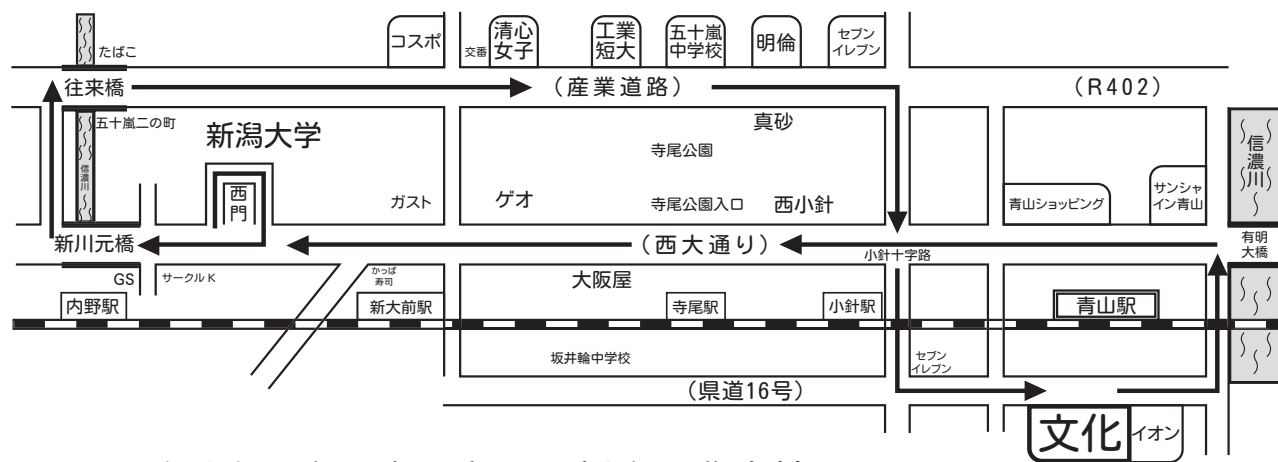 たばこ
コスポ
交番
清心
女子
工業
短大
五十嵐
中学校
明倫
セブン
イレブン
往来橋
(産業道路)
(R402)
五十嵐二の町
新潟大学
真砂
寺尾公園
信濃川
信濃川
西門
ガスト
ゲオ
寺尾公園入口
西小針
青山ショッピング
サンシャ
イン青山
新川元橋
(西大通り)
小針十字路
有明
大橋
GS
サークルK
かっぱ
寿司
大阪屋
内野駅
新大前駅
寺尾駅
小針駅
青山駅
坂井輪中学校
セブン
イレブン
(県道16号)
文化
イオン